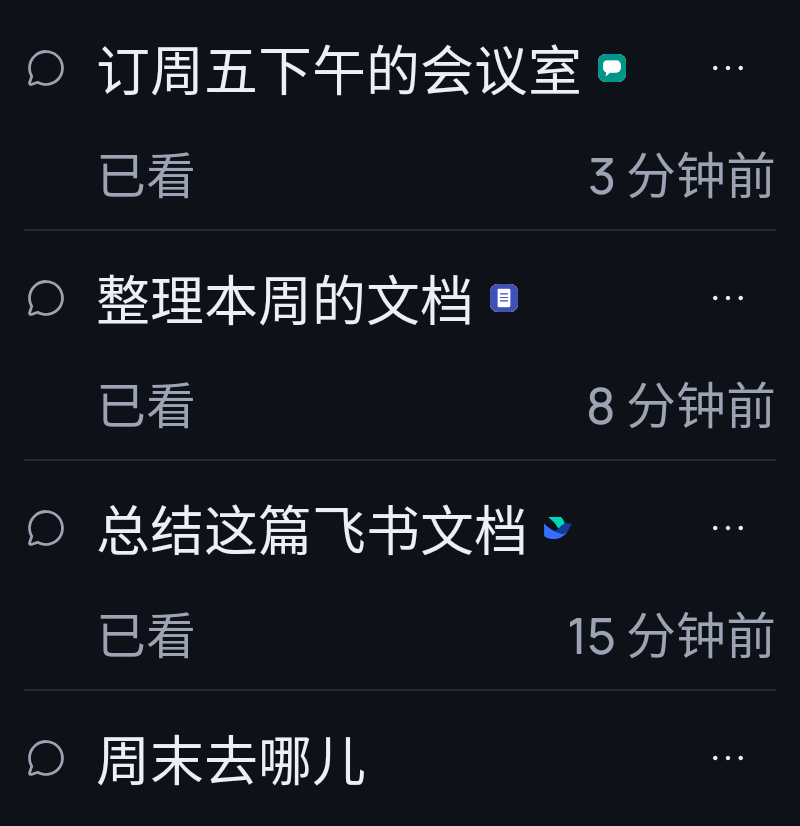 订周五下午的会议室
已看 3 分钟前
整理本周的文档
已看 8 分钟前
总结这篇飞书文档
已看 15 分钟前
周末去哪儿